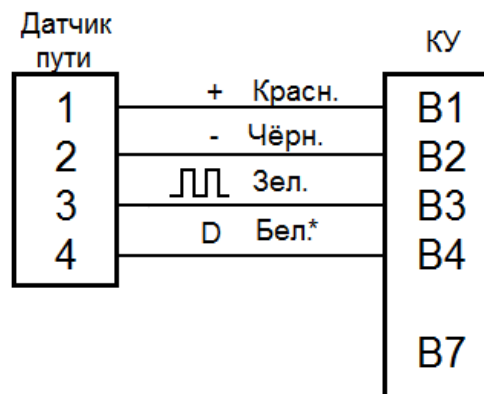 Датчик
пути
КУ
1 + Красн. B1
2 - Чёрн. B2
3 Зел. B3
4 D Бел.* B4
B7